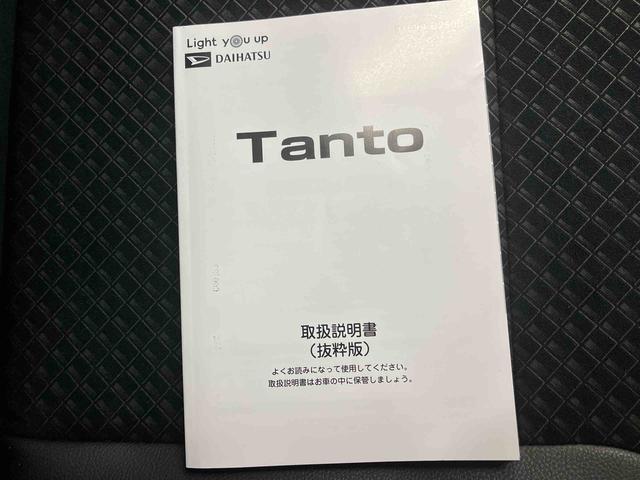 Light you up
DAIHATSU
Tanto
取扱説明書
（抜粋版）
よくお読みになって使用してください。
取扱説明書はお車の中に保管しましょう。